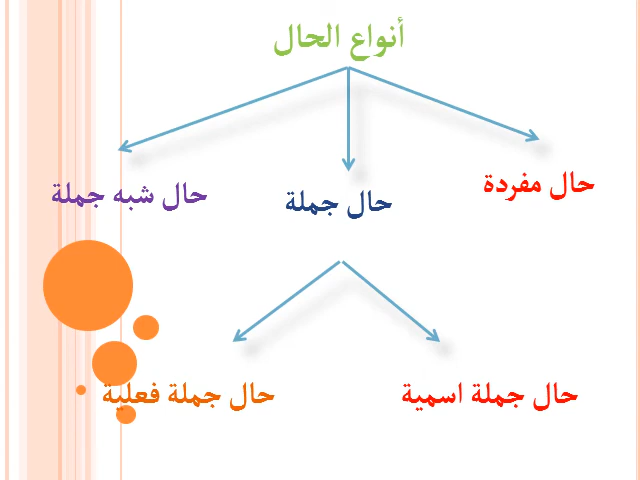 أنواع الحال
حال مفردة
حال جملة
حال شبه جملة
حال جملة اسمية
حال جملة فعلية